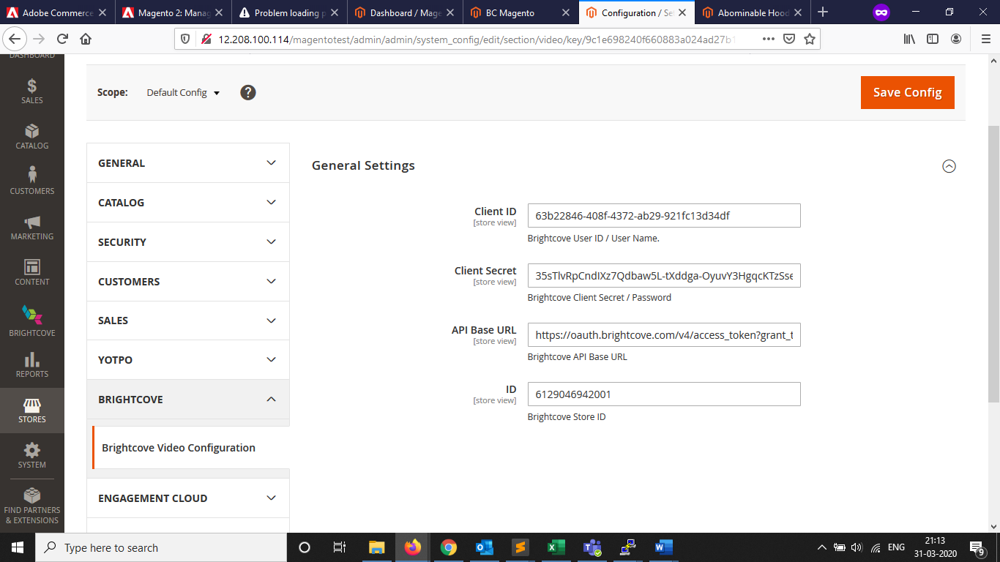 Adobe Commerce
Magento 2: Manag
Problem loading p
Dashboard / Mage
BC Magento
Configuration / Se
Abominable Hood
12.208.100.114/magentotest/admin/admin/system_config/edit/section/video/key/9c1e698240f660883a024ad27b1
DASHBOARD
SALES
CATALOG
CUSTOMERS
MARKETING
CONTENT
BRIGHTCOVE
REPORTS
STORES
SYSTEM
FIND PARTNERS
& EXTENSIONS
Scope:
Default Config
?
Save Config
GENERAL
CATALOG
SECURITY
CUSTOMERS
SALES
YOTPO
BRIGHTCOVE
Brightcove Video Configuration
ENGAGEMENT CLOUD
General Settings
Client ID
[store view]
63b22846-408f-4372-ab29-921fc13d34df
Brightcove User ID / User Name.
Client Secret
[store view]
35sTlvRpCndIXz7Qdbaw5L-tXddga-OyuvY3HgqcKTzSse
Brightcove Client Secret / Password
API Base URL
[store view]
https://oauth.brightcove.com/v4/access_token?grant_t
Brightcove API Base URL
ID
[store view]
6129046942001
Brightcove Store ID
Type here to search
ENG
21:13
31-03-2020
9